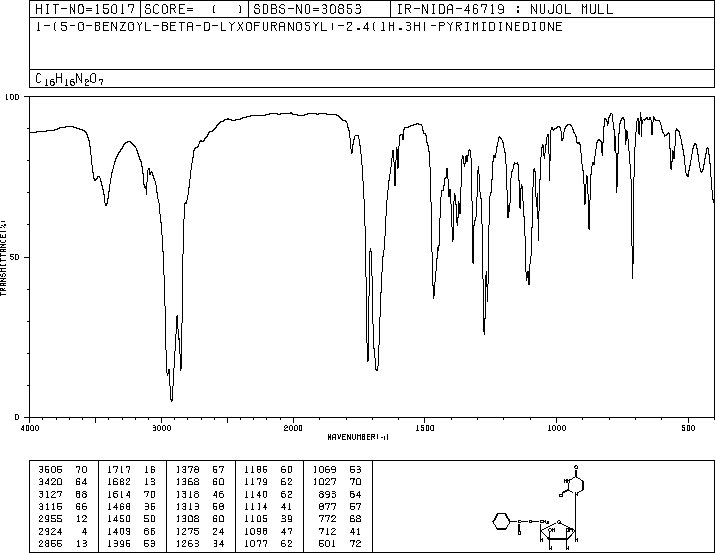 HIT-NO=15017 SCORE= ( ) SDBS-NO=30853 IR-NIDA-46719 : NUJOL MULL
1-(5-O-BENZOYL-BETA-D-LYXOFURANOSYL)-2,4(1H,3H)-PYRIMIDINEDIONE
C16H16N2O7
100
50
0
TRANSMITTANCE(%)
4000 3000 2000 1500 1000 500
WAVENUMBER(-1)
3505 70 1717 16 1378 57 1186 60 1069 53
3420 64 1682 13 1368 60 1179 62 1027 70
3127 68 1614 70 1318 46 1140 62 893 64
3115 66 1468 36 1313 58 1114 41 877 57
2955 12 1450 50 1308 60 1105 39 772 68
2924 4 1409 66 1275 24 1098 47 712 41
2855 13 1396 53 1263 34 1077 62 501 72